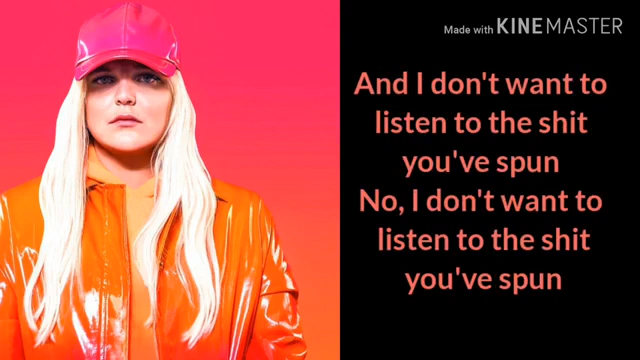 Made with KINEMASTER
And I don't want to
listen to the shit
you've spun
No, I don't want to
listen to the shit
you've spun